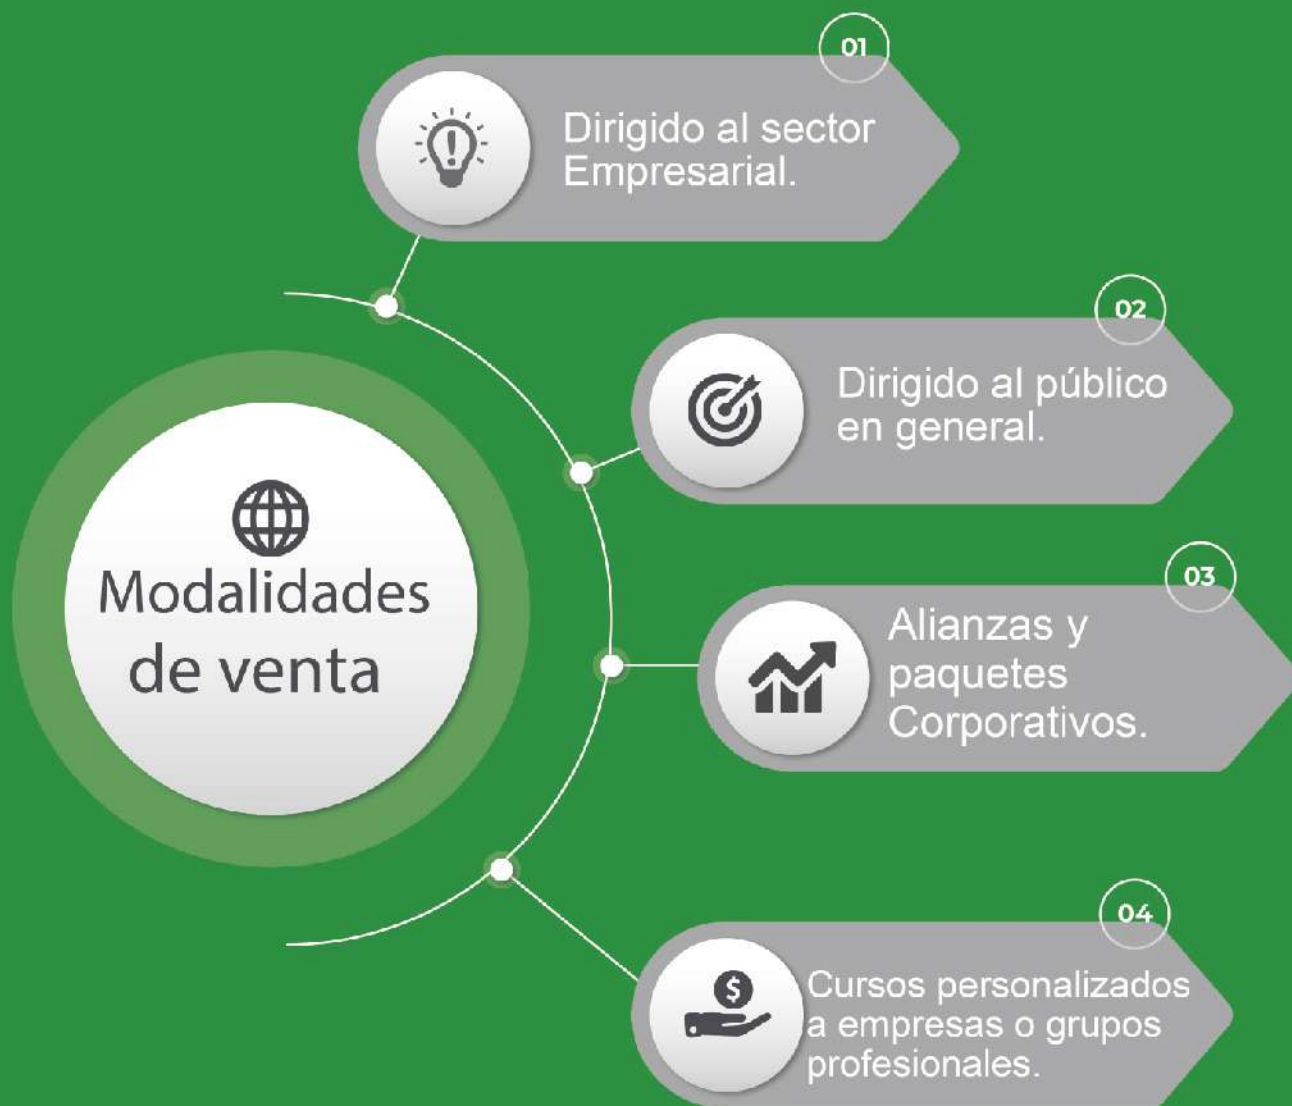 01
Dirigido al sector
Empresarial.
02
Dirigido al público
en general.
Modalidades
de venta
03
Alianzas y
paquetes
Corporativos.
04
$
Cursos personalizados
a empresas o grupos
profesionales.